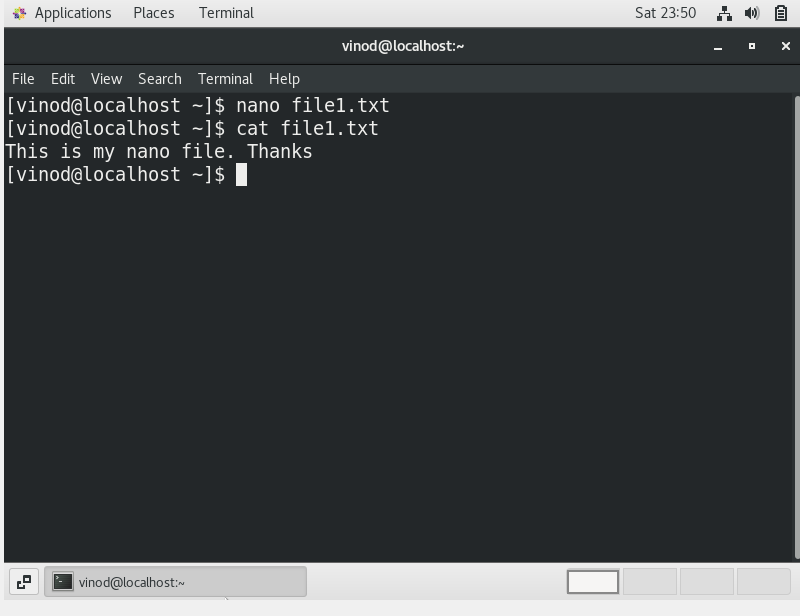 Applications Places Terminal Sat 23:50
vinod@localhost:~
File Edit View Search Terminal Help
[vinod@localhost ~]$ nano file1.txt
[vinod@localhost ~]$ cat file1.txt
This is my nano file. Thanks
[vinod@localhost ~]$
vinod@localhost:~